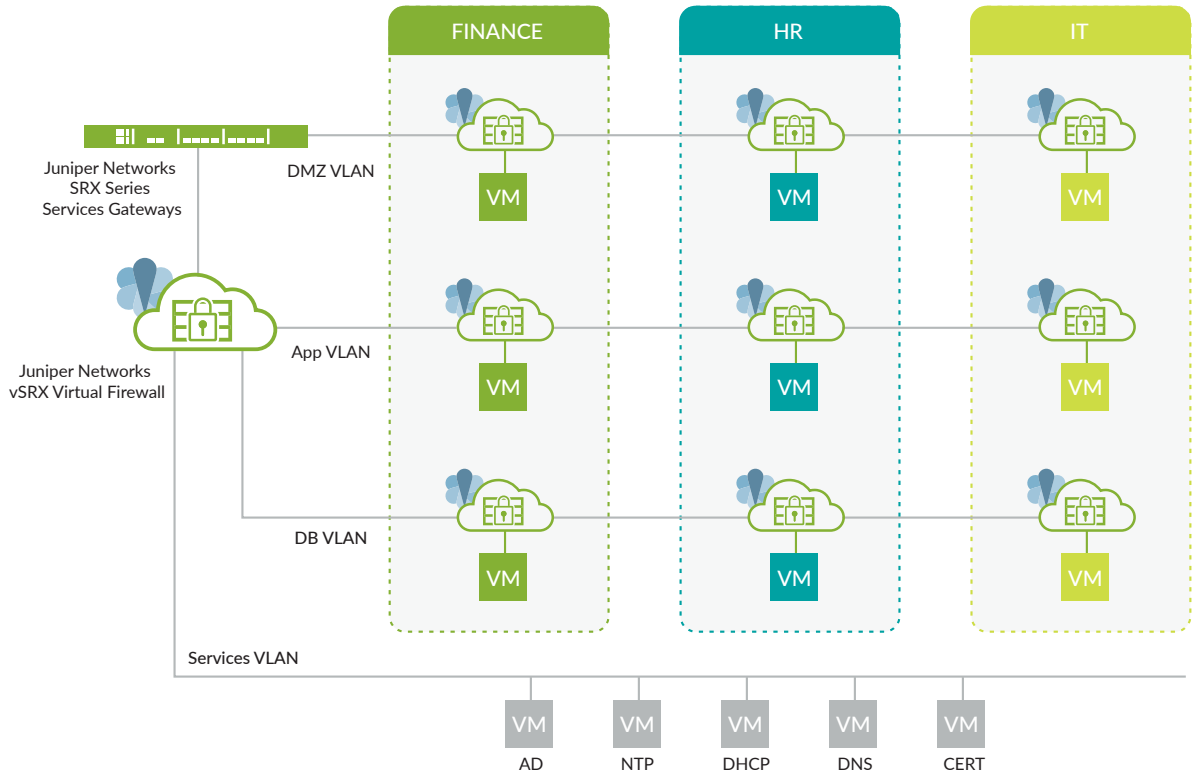 FINANCE
HR
IT
Juniper Networks
SRX Series
Services Gateways
DMZ VLAN
VM
VM
VM
Juniper Networks
vSRX Virtual Firewall
App VLAN
VM
VM
VM
DB VLAN
VM
VM
VM
Services VLAN
VM
VM
VM
VM
VM
AD
NTP
DHCP
DNS
CERT